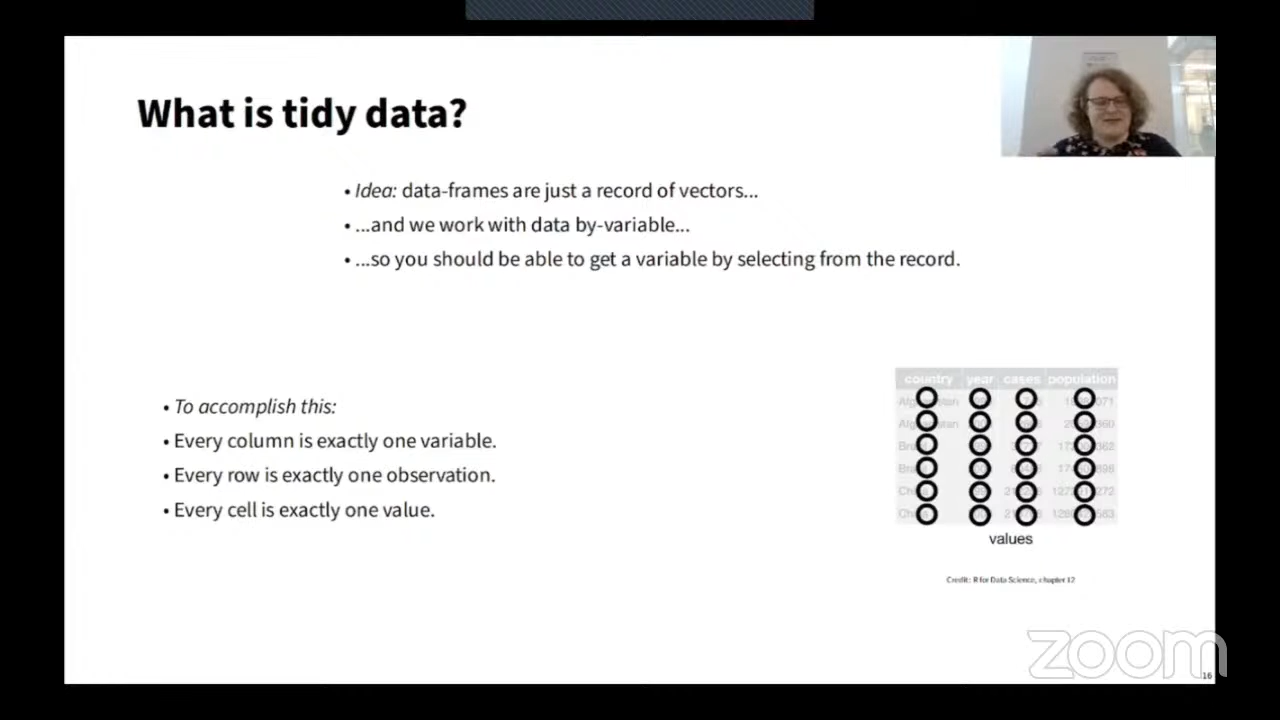 What is tidy data?
• Idea: data-frames are just a record of vectors...
• ...and we work with data by-variable...
• ...so you should be able to get a variable by selecting from the record.
• To accomplish this:
• Every column is exactly one variable.
• Every row is exactly one observation.
• Every cell is exactly one value.
country year cases population
values
Credit: R for Data Science, chapter 12
zoom
16